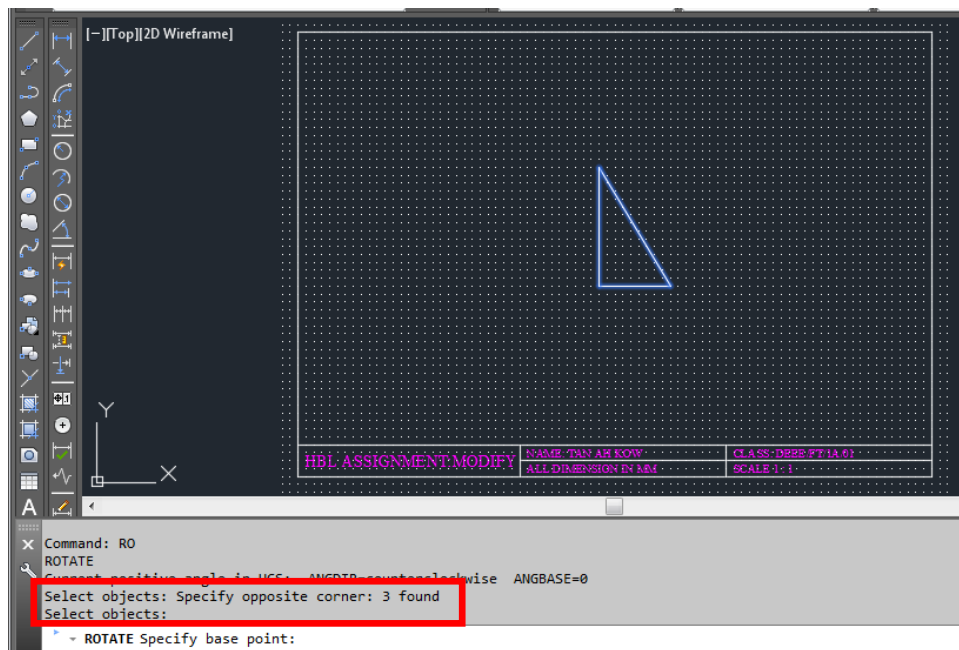 [−][Top][2D Wireframe]
Y
X
HBL ASSIGNMENT:MODIFY
NAME: TAN AH KOW
CLASS: DEEE/FT/1A/01
ALL DIMENSION IN MM
SCALE 1 : 1
A
Command: RO
ROTATE
Current positive angle in UCS: ANGDIR=counterclockwise ANGBASE=0
Select objects: Specify opposite corner: 3 found
Select objects:
ROTATE Specify base point: